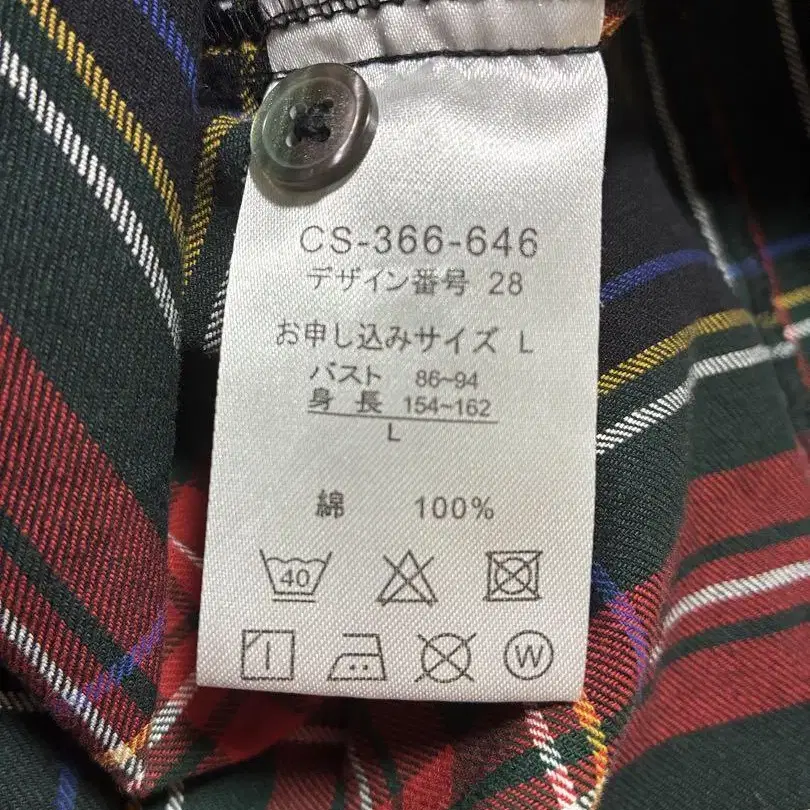 CS-366-646
デザイン番号 28
お申し込みサイズ L
バスト 86~94
身 長 154~162
L
綿 100%
40
W